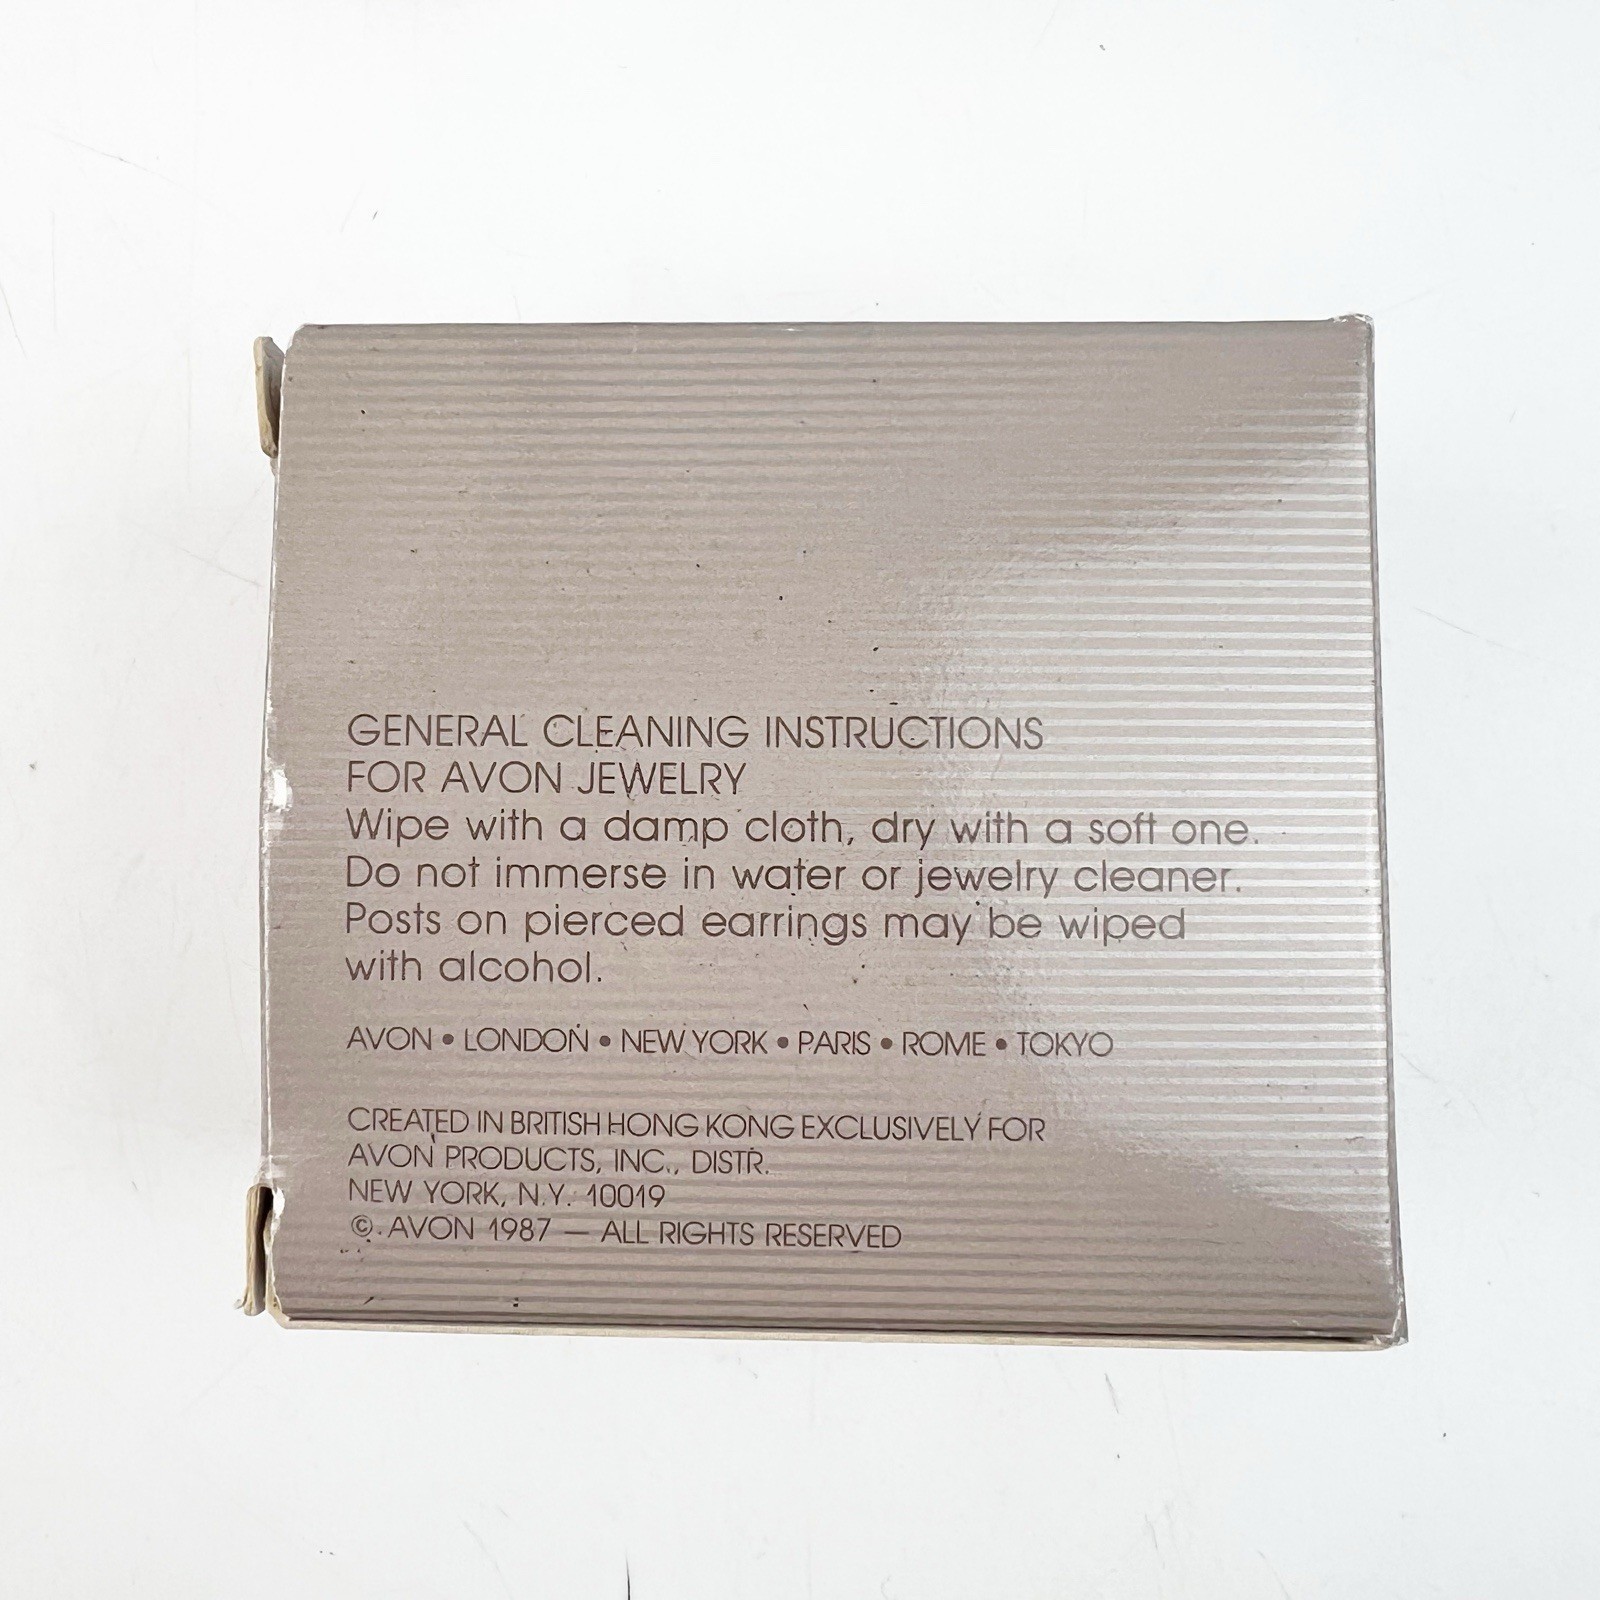 GENERAL CLEANING INSTRUCTIONS
FOR AVON JEWELRY
Wipe with a damp cloth, dry with a soft one.
Do not immerse in water or jewelry cleaner.
Posts on pierced earrings may be wiped
with alcohol.
AVON • LONDON • NEW YORK • PARIS • ROME • TOKYO
CREATED IN BRITISH HONG KONG EXCLUSIVELY FOR
AVON PRODUCTS, INC., DISTR.
NEW YORK, N.Y. 10019
© AVON 1987 — ALL RIGHTS RESERVED